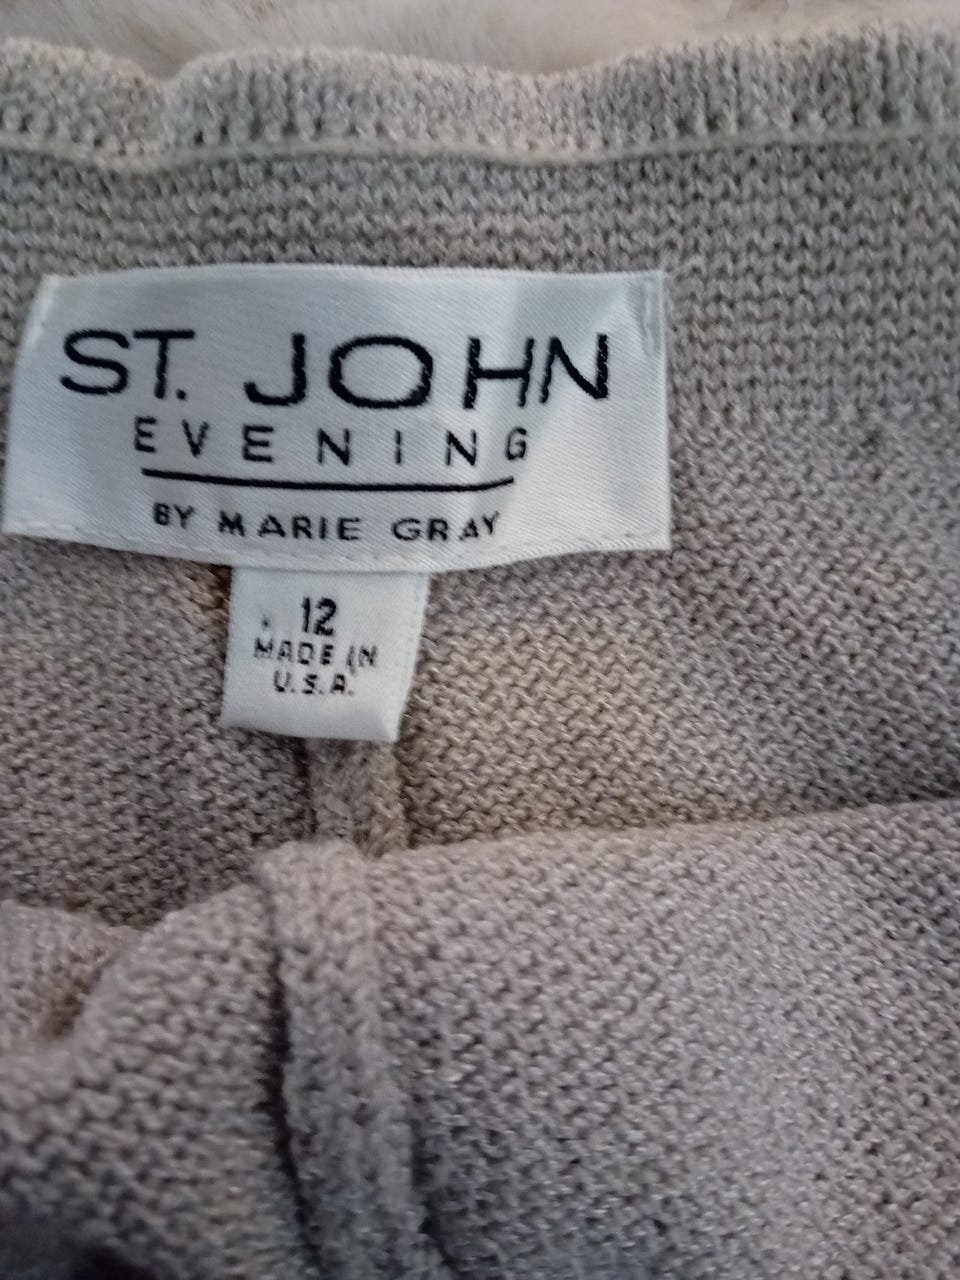 ST. JOHN
EVENING
BY MARIE GRAY
12
MADE IN
U.S.A.